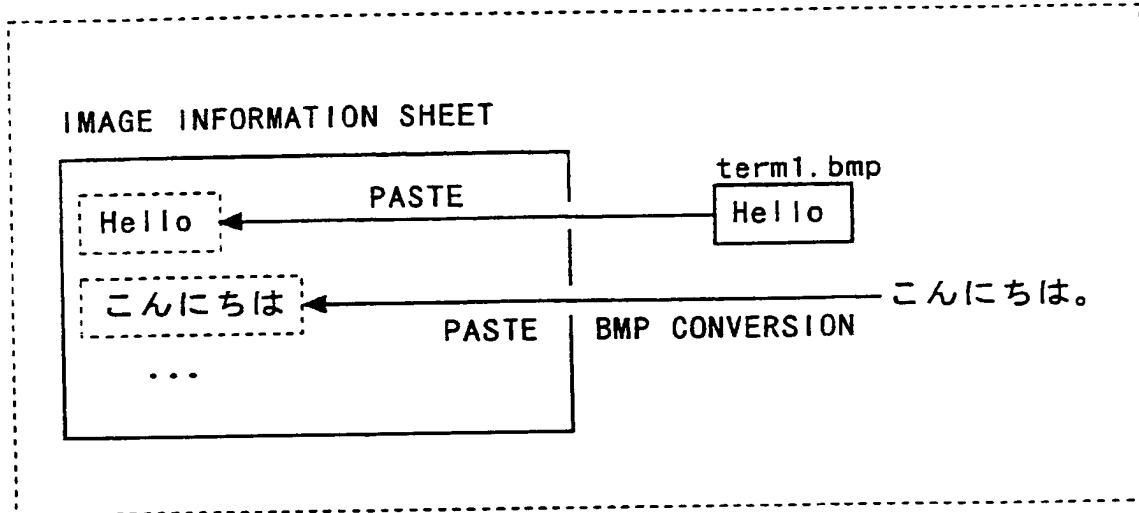 IMAGE INFORMATION SHEET
term1.bmp
Hello
PASTE
Hello
こんにちは
こんにちは。
PASTE
BMP CONVERSION
...